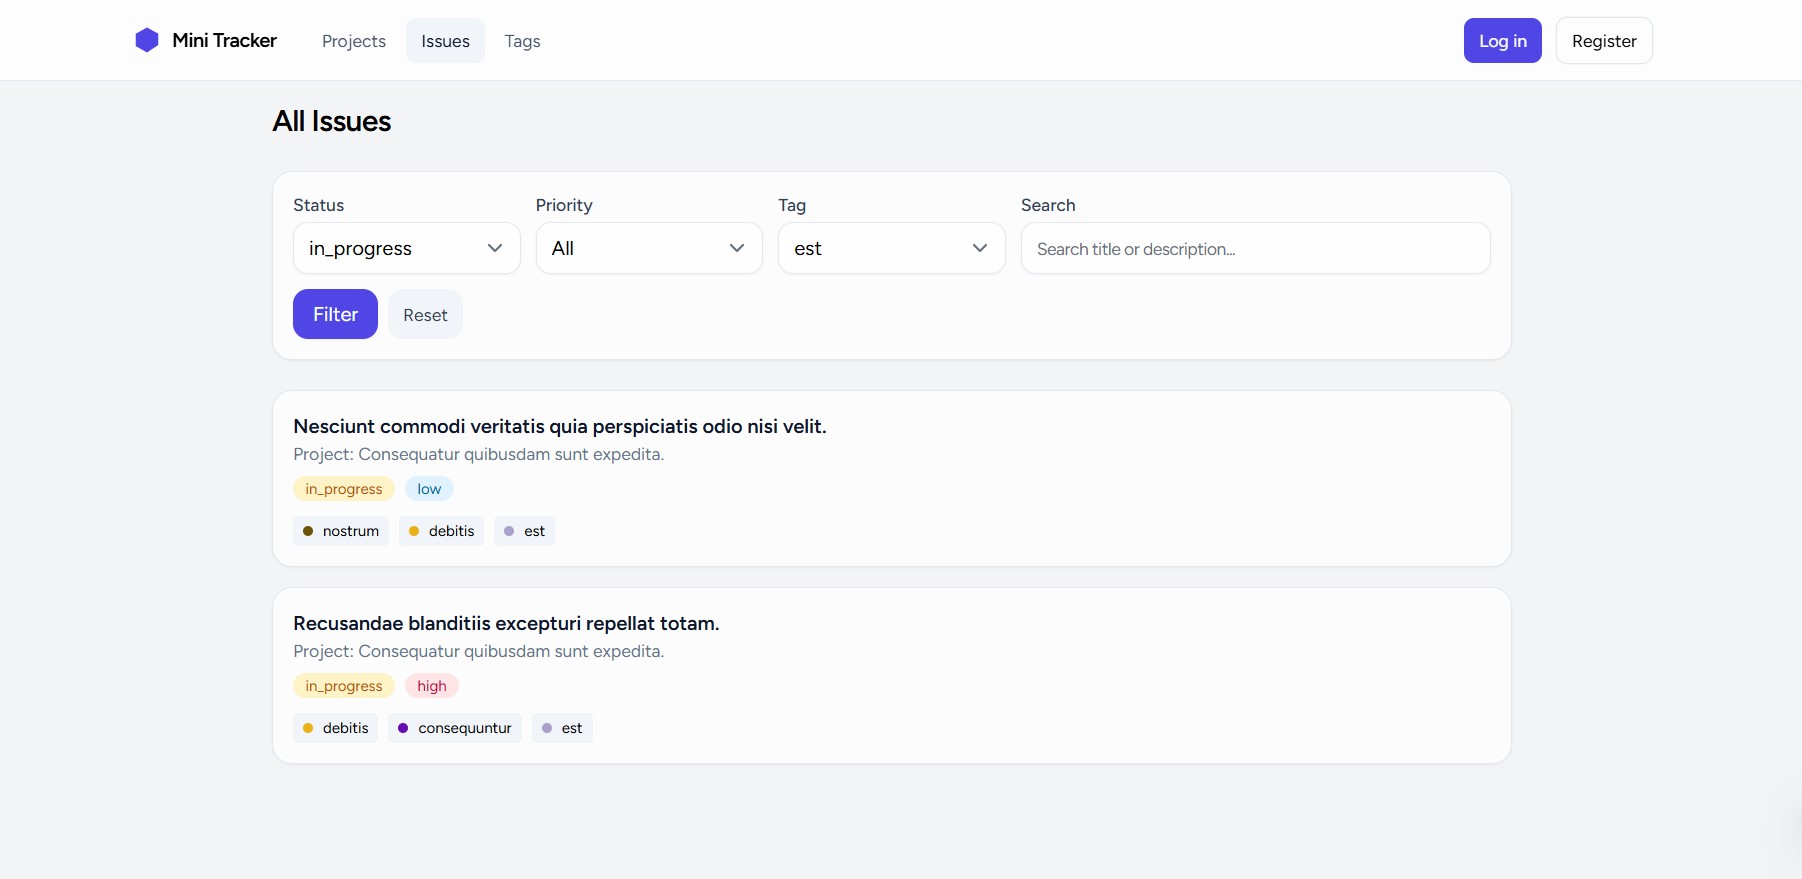 Mini Tracker Projects Issues Tags Log in Register
All Issues
Status Priority Tag Search
in_progress All est Search title or description...
Filter Reset
Nesciunt commodi veritatis quia perspiciatis odio nisi velit.
Project: Consequatur quibusdam sunt expedita.
in_progress low
nostrum debitis est
Recusandae blanditiis excepturi repellat totam.
Project: Consequatur quibusdam sunt expedita.
in_progress high
debitis consequuntur est